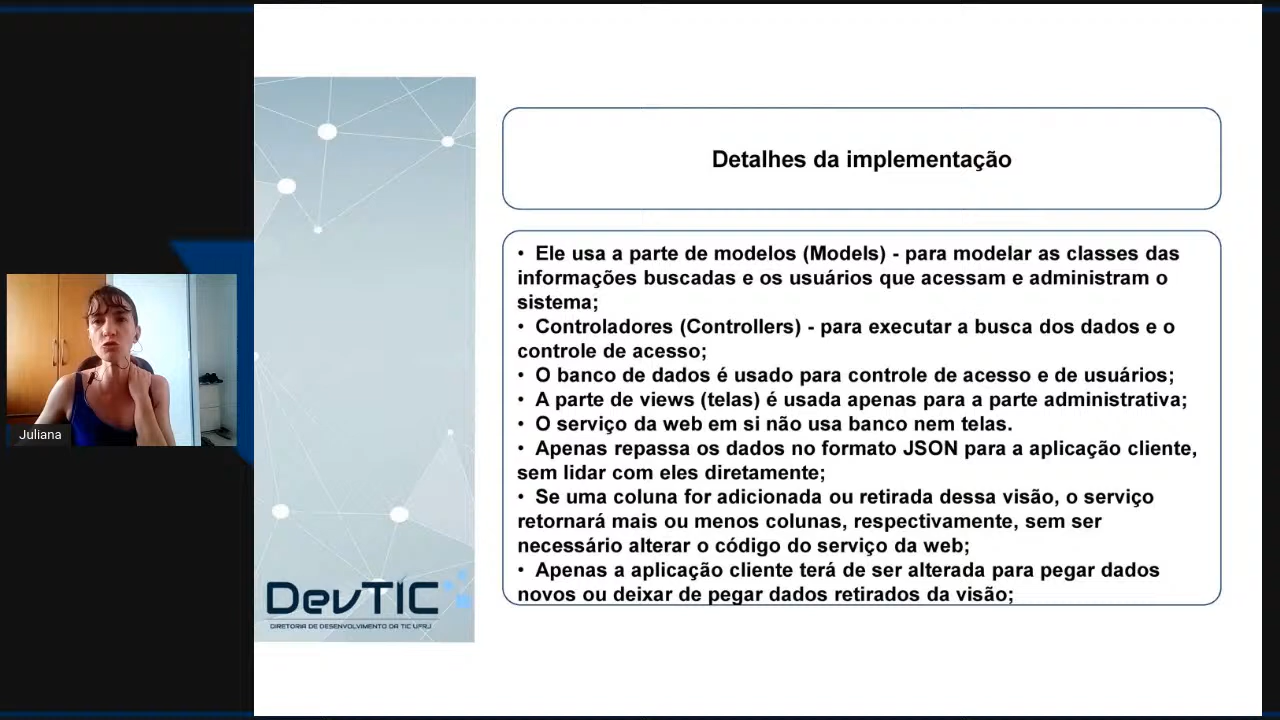 Detalhes da implementação
• Ele usa a parte de modelos (Models) - para modelar as classes das
informações buscadas e os usuários que acessam e administram o
sistema;
• Controladores (Controllers) - para executar a busca dos dados e o
controle de acesso;
• O banco de dados é usado para controle de acesso e de usuários;
• A parte de views (telas) é usada apenas para a parte administrativa;
• O serviço da web em si não usa banco nem telas.
• Apenas repassa os dados no formato JSON para a aplicação cliente,
sem lidar com eles diretamente;
• Se uma coluna for adicionada ou retirada dessa visão, o serviço
retornará mais ou menos colunas, respectivamente, sem ser
necessário alterar o código do serviço da web;
• Apenas a aplicação cliente terá de ser alterada para pegar dados
novos ou deixar de pegar dados retirados da visão;
Juliana
DevTIC
DIRETORIA DE DESENVOLVIMENTO DA TIC UFRJ